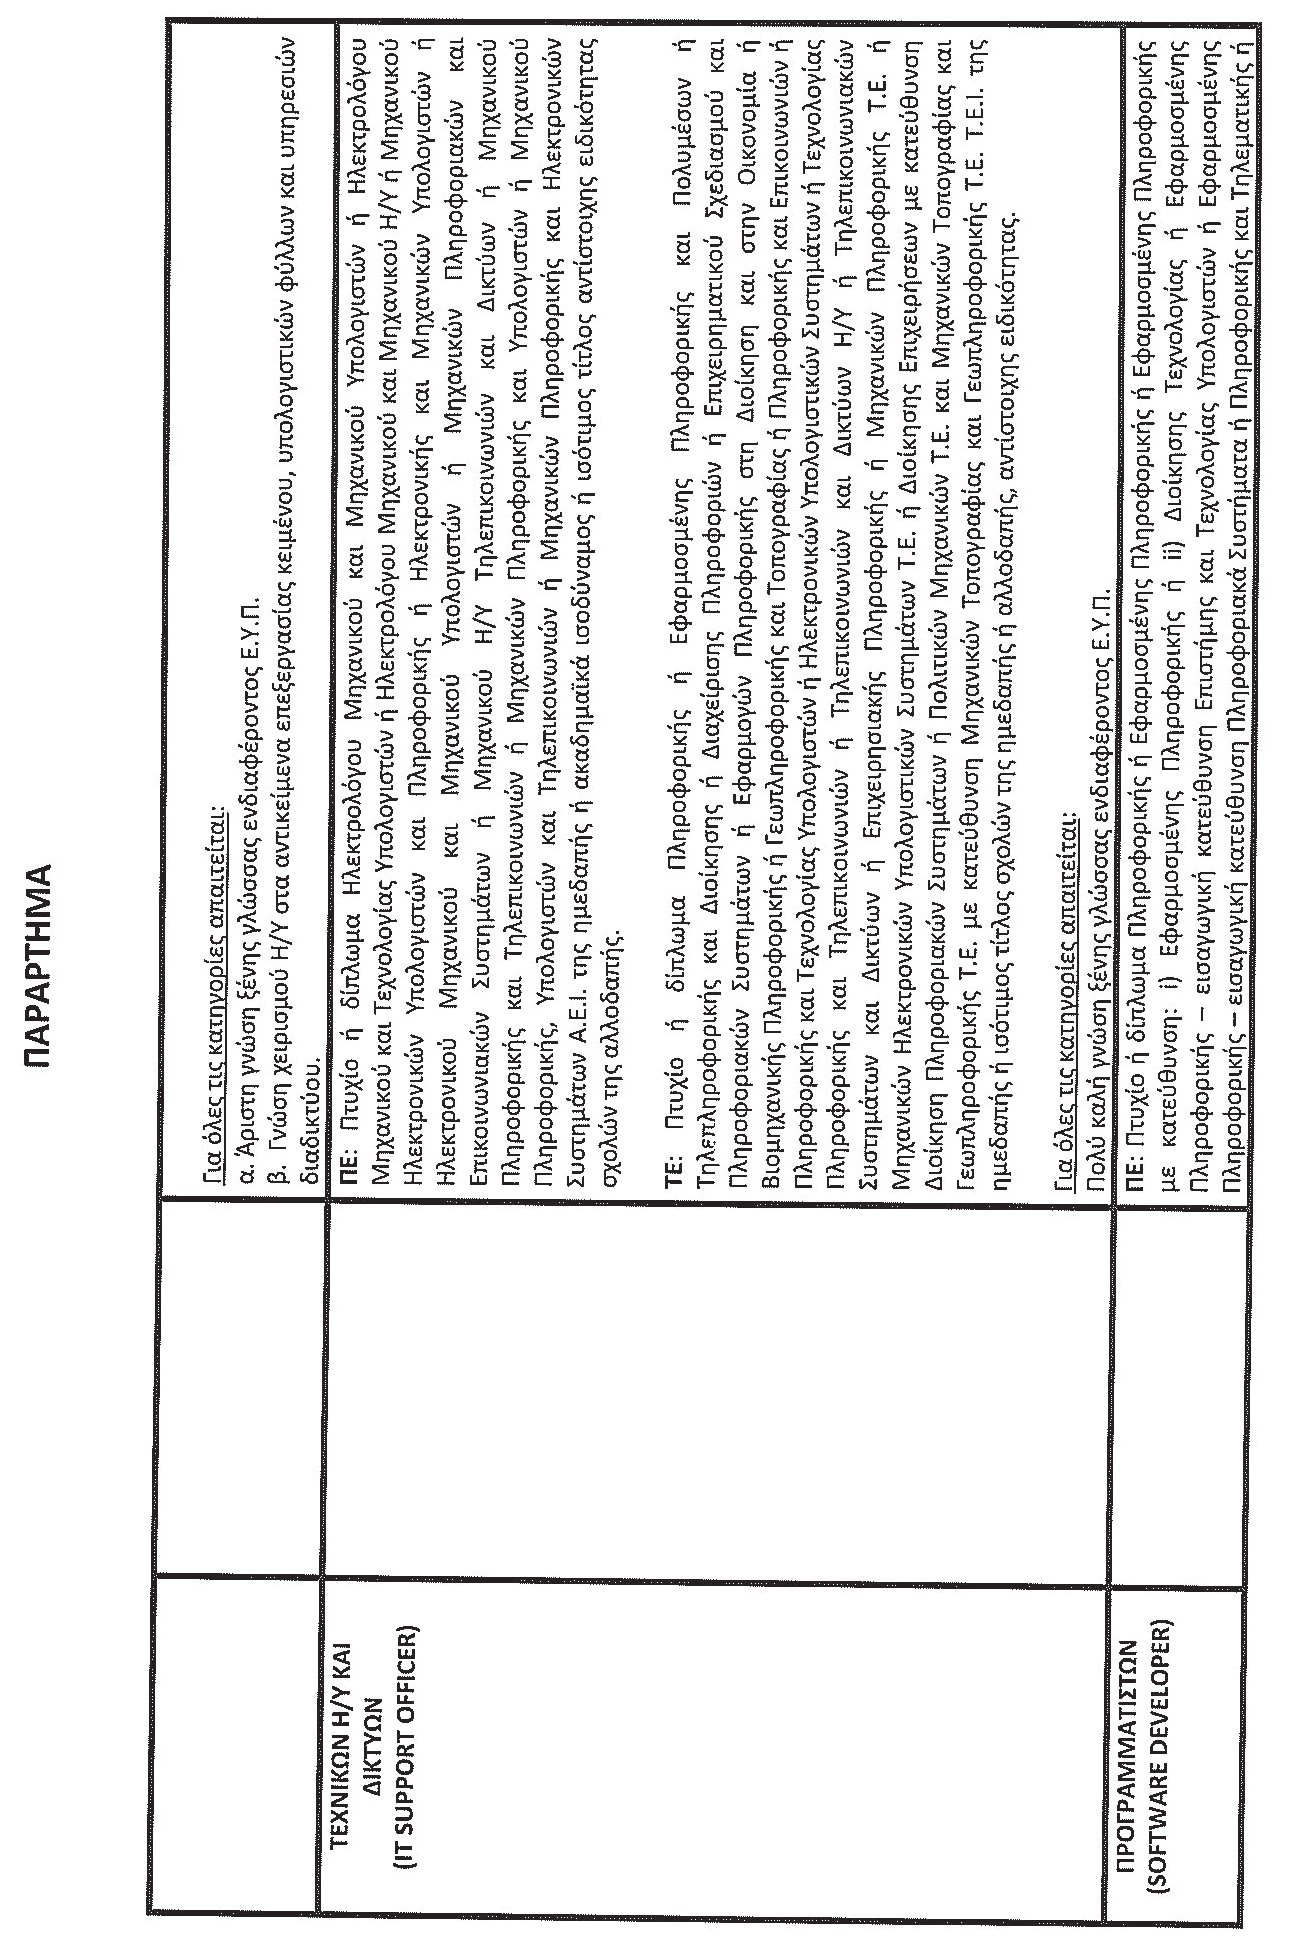 ΠΑΡΑΡΤΗΜΑ
Για όλες τις κατηγορίες απαιτείται:
α. Άριστη γνώση ξένης γλώσσας ενδιαφέροντος Ε.Υ.Π.
β. Γνώση χειρισμού Η/Υ στα αντικείμενα επεξεργασίας κειμένου, υπολογιστικών φύλλων και υπηρεσιών
διαδικτύου.
ΤΕΧΝΙΚΩΝ Η/Υ ΚΑΙ
ΔΙΚΤΥΩΝ
(IT SUPPORT OFFICER)
ΠΕ: Πτυχίο ή δίπλωμα Ηλεκτρολόγου Μηχανικού και Μηχανικού Υπολογιστών ή Ηλεκτρολόγου
Μηχανικού και Τεχνολογίας Υπολογιστών ή Ηλεκτρολόγου Μηχανικού και Μηχανικού Η/Υ ή Μηχανικού
Ηλεκτρονικών Υπολογιστών και Πληροφορικής ή Ηλεκτρονικής και Μηχανικών Υπολογιστών ή
Ηλεκτρονικού Μηχανικού και Μηχανικού Υπολογιστών ή Μηχανικών Πληροφοριακών και
Επικοινωνιακών Συστημάτων ή Μηχανικού Η/Υ Τηλεπικοινωνιών και Δικτύων ή Μηχανικού
Πληροφορικής και Τηλεπικοινωνιών ή Μηχανικών Πληροφορικής και Υπολογιστών ή Μηχανικού
Πληροφορικής, Υπολογιστών και Τηλεπικοινωνιών ή Μηχανικών Πληροφορικής και Ηλεκτρονικών
Συστημάτων Α.Ε.Ι. της ημεδαπής ή ακαδημαϊκά ισοδύναμος ή ισότιμος τίτλος αντίστοιχης ειδικότητας
σχολών της αλλοδαπής.
ΤΕ: Πτυχίο ή δίπλωμα Πληροφορικής ή Εφαρμοσμένης Πληροφορικής και Πολυμέσων ή
Τηλεπληροφορικής και Διοίκησης ή Διαχείρισης Πληροφοριών ή Επιχειρηματικού Σχεδιασμού και
Πληροφοριακών Συστημάτων ή Εφαρμογών Πληροφορικής στη Διοίκηση και στην Οικονομία ή
Βιομηχανικής Πληροφορικής ή Γεωπληροφορικής και Τοπογραφίας ή Πληροφορικής και Επικοινωνιών ή
Πληροφορικής και Τεχνολογίας Υπολογιστών ή Ηλεκτρονικών Υπολογιστικών Συστημάτων ή Τεχνολογίας
Πληροφορικής και Τηλεπικοινωνιών ή Τηλεπικοινωνιών και Δικτύων Η/Υ ή Τηλεπικοινωνιακών
Συστημάτων και Δικτύων ή Επιχειρησιακής Πληροφορικής ή Μηχανικών Πληροφορικής Τ.Ε. ή
Μηχανικών Ηλεκτρονικών Υπολογιστικών Συστημάτων Τ.Ε. ή Διοίκησης Επιχειρήσεων με κατεύθυνση
Διοίκηση Πληροφοριακών Συστημάτων ή Πολιτικών Μηχανικών Τ.Ε. και Μηχανικών Τοπογραφίας και
Γεωπληροφορικής Τ.Ε. με κατεύθυνση Μηχανικών Τοπογραφίας και Γεωπληροφορικής Τ.Ε. Τ.Ε.Ι. της
ημεδαπής ή ισότιμος τίτλος σχολών της ημεδαπής ή αλλοδαπής, αντίστοιχης ειδικότητας.
Για όλες τις κατηγορίες απαιτείται:
Πολύ καλή γνώση ξένης γλώσσας ενδιαφέροντος Ε.Υ.Π.
ΠΡΟΓΡΑΜΜΑΤΙΣΤΩΝ
(SOFTWARE DEVELOPER)
ΠΕ: Πτυχίο ή δίπλωμα Πληροφορικής ή Εφαρμοσμένης Πληροφορικής ή Εφαρμοσμένης Πληροφορικής
με κατεύθυνση: i) Εφαρμοσμένης Πληροφορικής ή ii) Διοίκησης Τεχνολογίας ή Εφαρμοσμένης
Πληροφορικής – εισαγωγική κατεύθυνση Επιστήμης και Τεχνολογίας Υπολογιστών ή Εφαρμοσμένης
Πληροφορικής – εισαγωγική κατεύθυνση Πληροφοριακά Συστήματα ή Πληροφορικής και Τηλεματικής ή